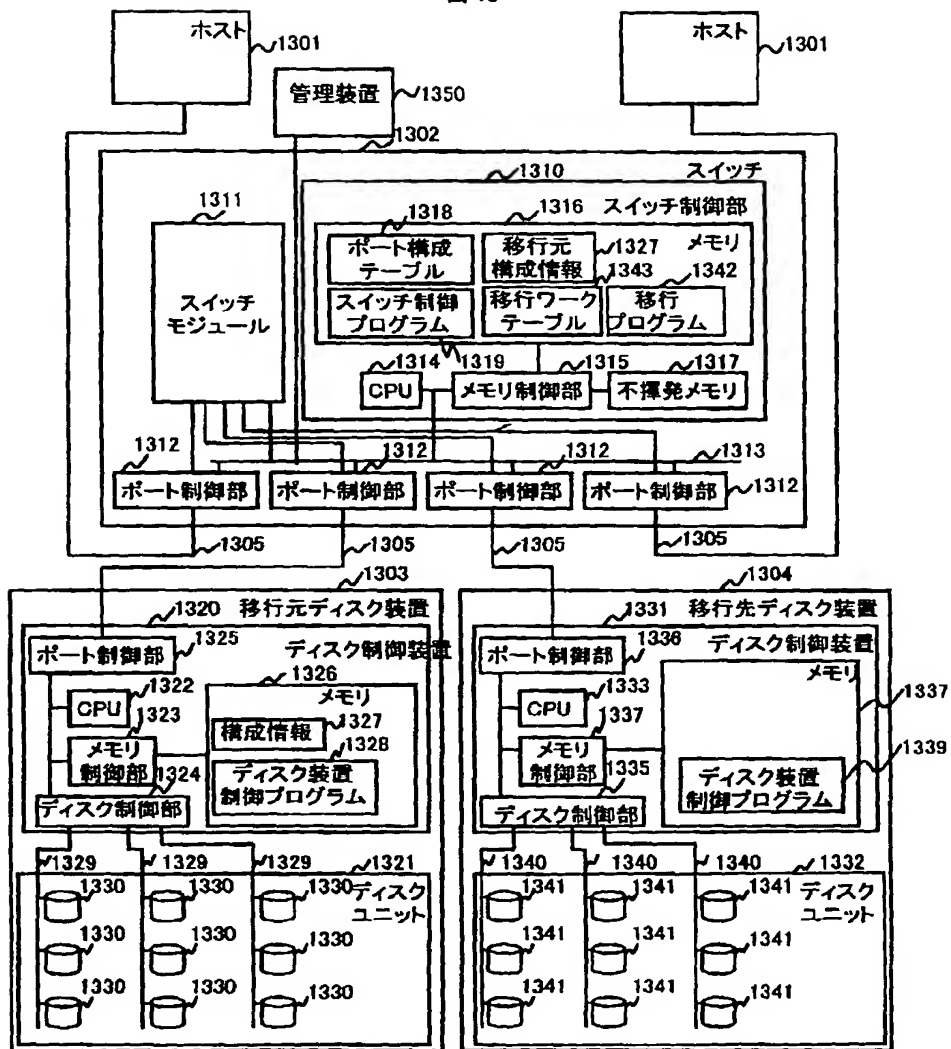 ホスト
1301
ホスト
1301
管理装置
1350
1302
スイッチ
1310
スイッチ制御部
1311
スイッチ
モジュール
1316
メモリ
1318
ポート構成
テーブル
1327
移行元
構成情報
1343
1342
スイッチ制御
プログラム
移行ワーク
テーブル
移行
プログラム
1314
1319
1315
1317
CPU
メモリ制御部
不揮発メモリ
1312
1312
1312
1313
ポート制御部
ポート制御部
ポート制御部
ポート制御部
1312
1305
1305
1305
1305
1303
移行元ディスク装置
1320
ディスク制御装置
1325
ポート制御部
1326
メモリ
1322
CPU
1323
メモリ
制御部
1327
構成情報
1328
ディスク装置
制御プログラム
1324
ディスク制御部
1329
1329
1329
1321
ディスク
ユニット
1330
1330
1330
1330
1330
1330
1330
1330
1330
1304
移行先ディスク装置
1331
ディスク制御装置
1336
ポート制御部
メモリ
1337
1333
CPU
1337
メモリ
制御部
1339
ディスク装置
制御プログラム
1335
ディスク制御部
1340
1340
1340
1332
ディスク
ユニット
1341
1341
1341
1341
1341
1341
1341
1341
1341